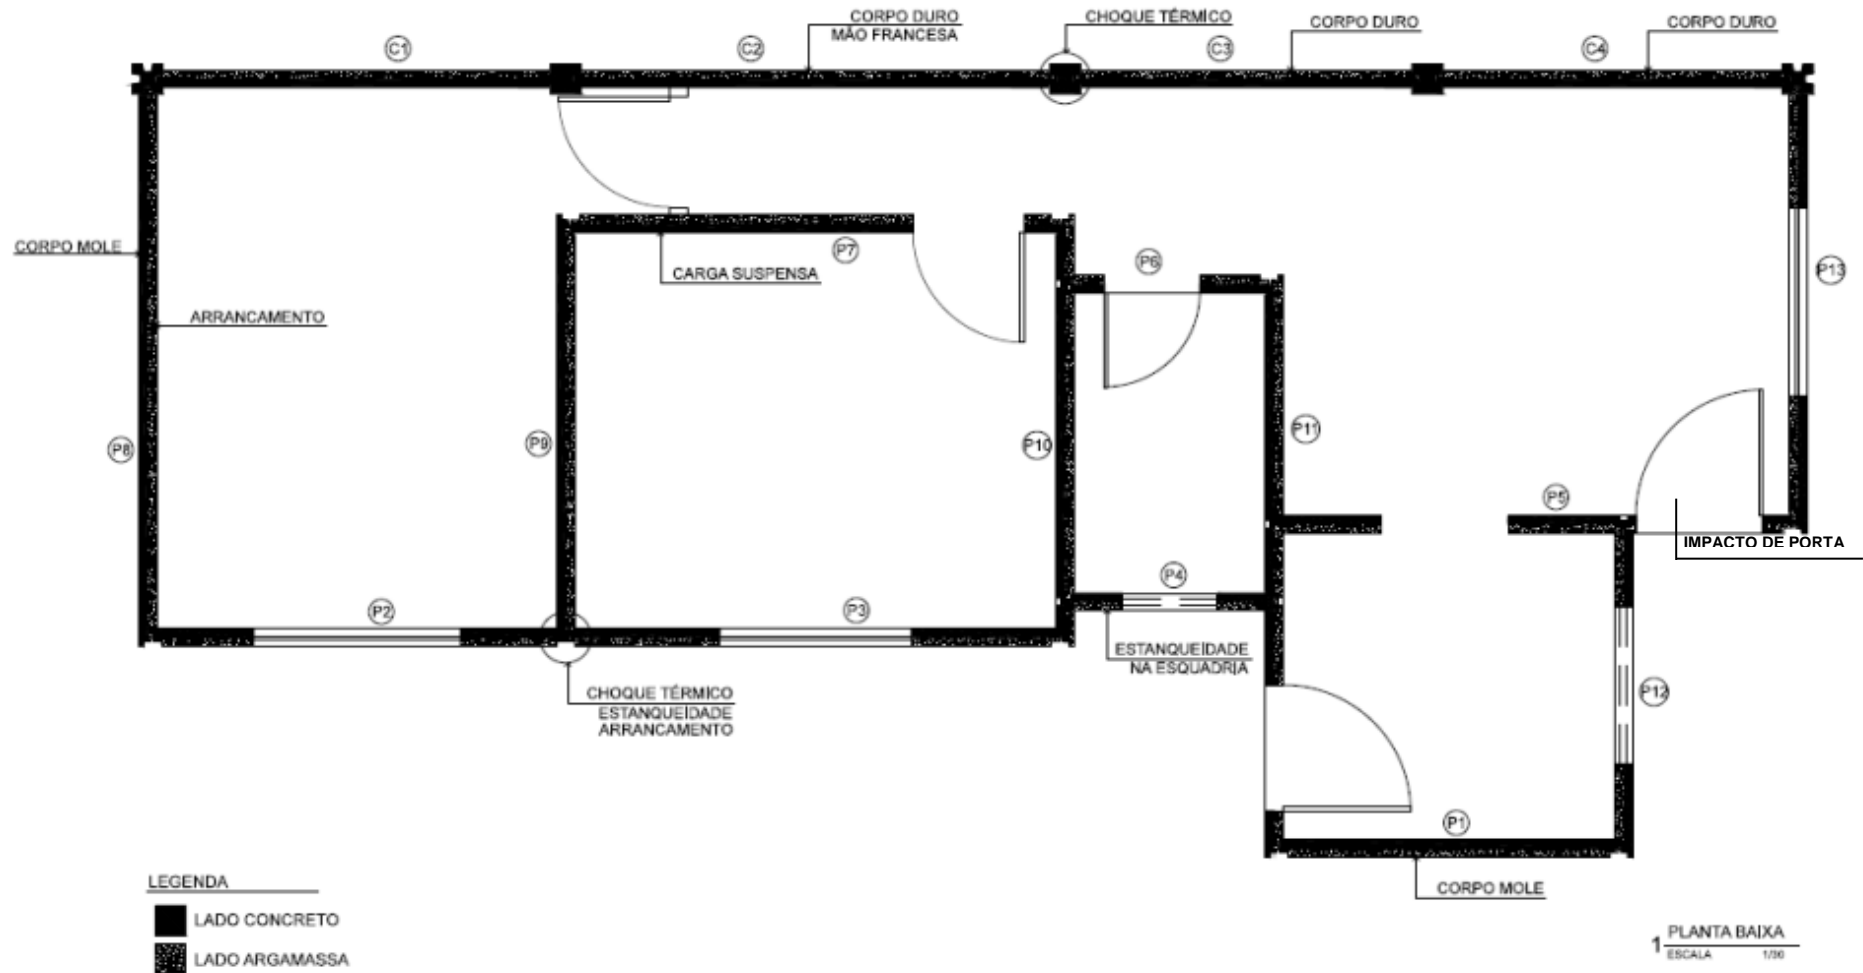 CORPO DURO
MÃO FRANCESA
CHOQUE TÉRMICO
CORPO DURO
CORPO DURO
C1
C2
C3
C4
CORPO MOLE
P7
P6
P13
CARGA SUSPENSA
ARRANCAMENTO
P8
P9
P10
P11
P5
IMPACTO DE PORTA
P2
P3
P4
ESTANQUEIDADE
NA ESQUADRIA
CHOQUE TÉRMICO
ESTANQUEIDADE
ARRANCAMENTO
P12
P1
CORPO MOLE
LEGENDA
LADO CONCRETO
LADO ARGAMASSA
1 PLANTA BAIXA
ESCALA